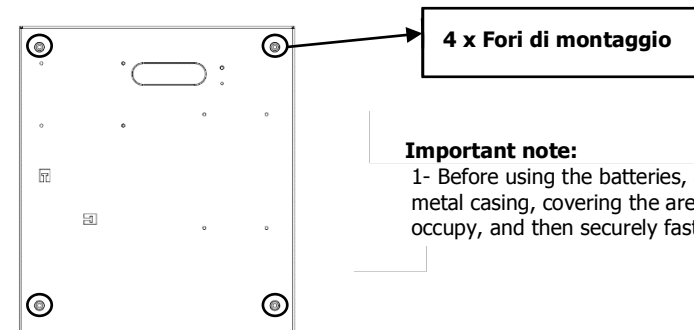 4 x Fori di montaggio
Important note:
1- Before using the batteries,
metal casing, covering the are
occupy, and then securely fast